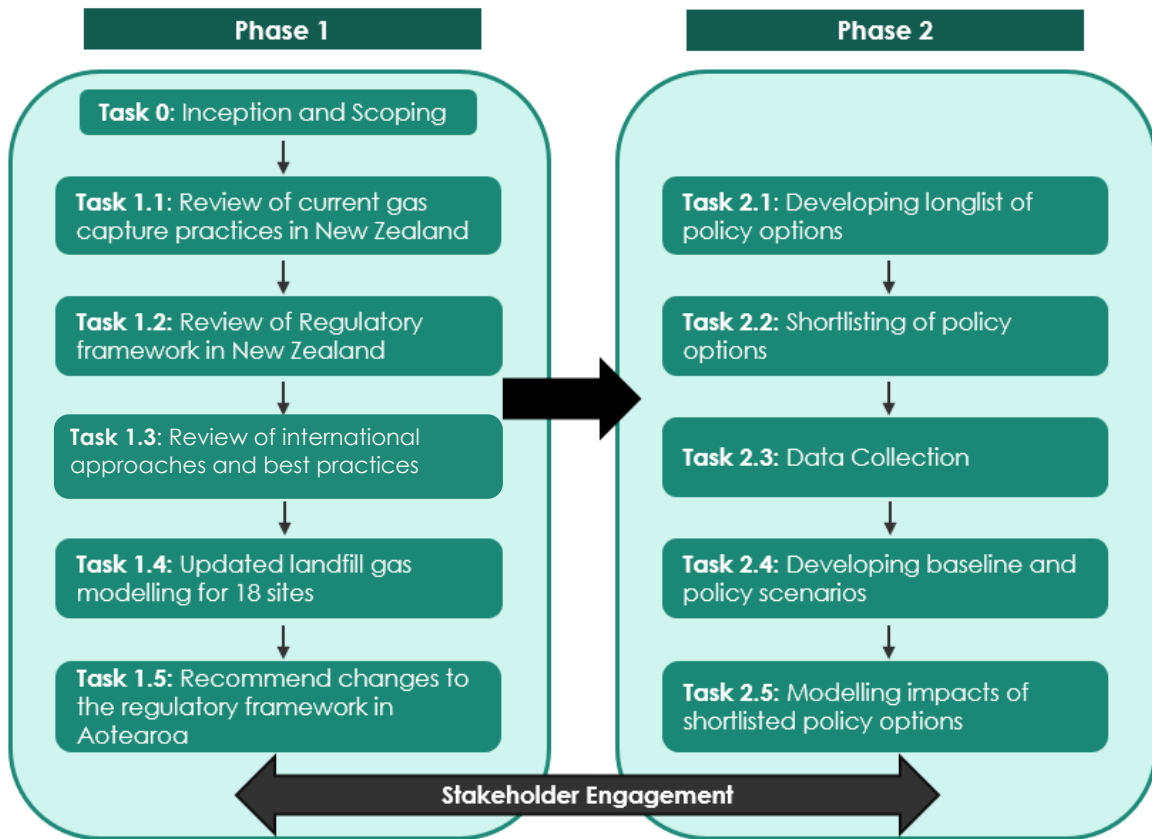 Phase 1
Task 0: Inception and Scoping
Task 1.1: Review of current gas
capture practices in New Zealand
Task 1.2: Review of Regulatory
framework in New Zealand
Task 1.3: Review of international
approaches and best practices
Task 1.4: Updated landfill gas
modelling for 18 sites
Task 1.5: Recommend changes to
the regulatory framework in
Aotearoa
Phase 2
Task 2.1: Developing longlist of
policy options
Task 2.2: Shortlisting of policy
options
Task 2.3: Data Collection
Task 2.4: Developing baseline and
policy scenarios
Task 2.5: Modelling impacts of
shortlisted policy options
Stakeholder Engagement